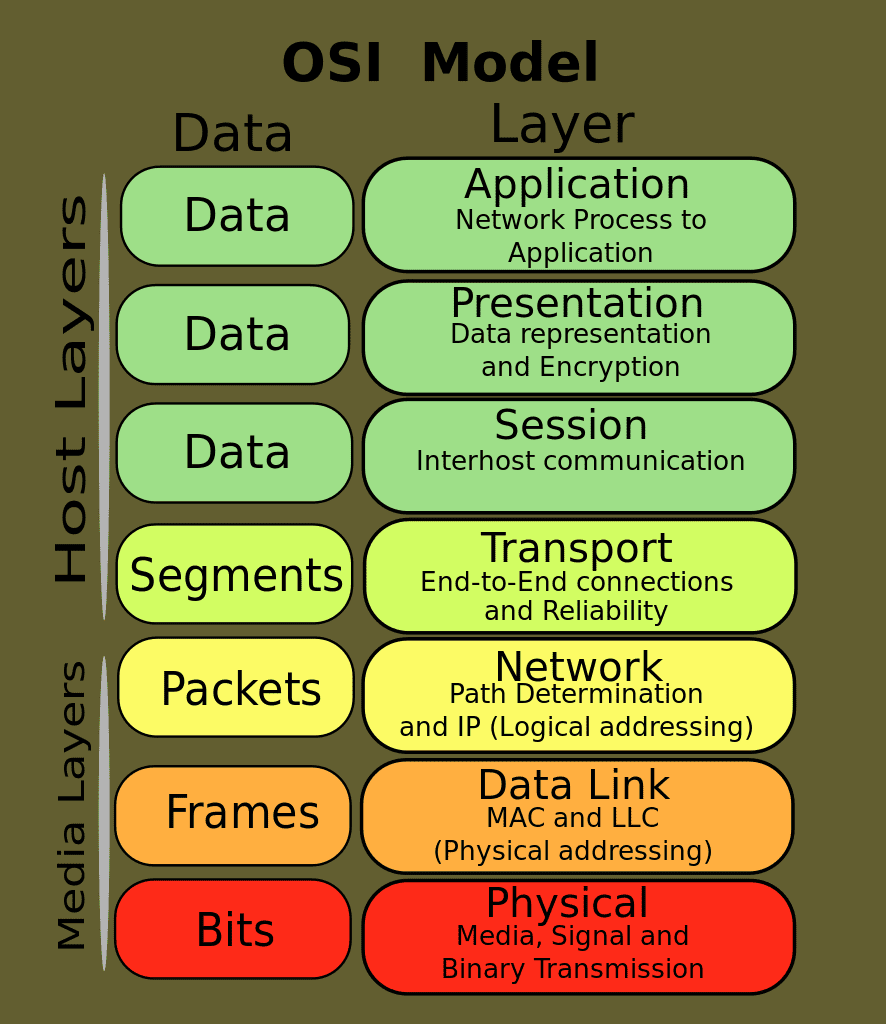 OSI Model
Data
Layer
Host Layers
Data
Application
Network Process to
Application
Data
Presentation
Data representation
and Encryption
Data
Session
Interhost communication
Segments
Transport
End-to-End connections
and Reliability
Media Layers
Packets
Network
Path Determination
and IP (Logical addressing)
Frames
Data Link
MAC and LLC
(Physical addressing)
Bits
Physical
Media, Signal and
Binary Transmission